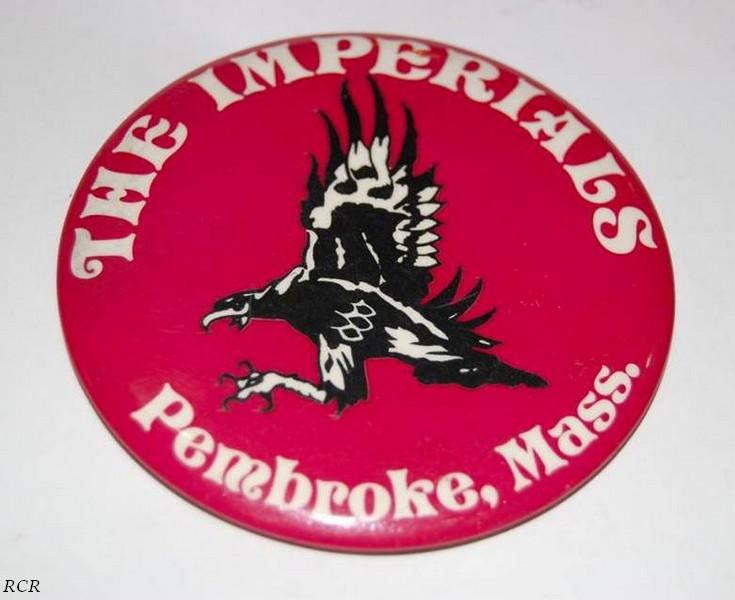 THE IMPERIALS
Pembroke, Mass.
RCR